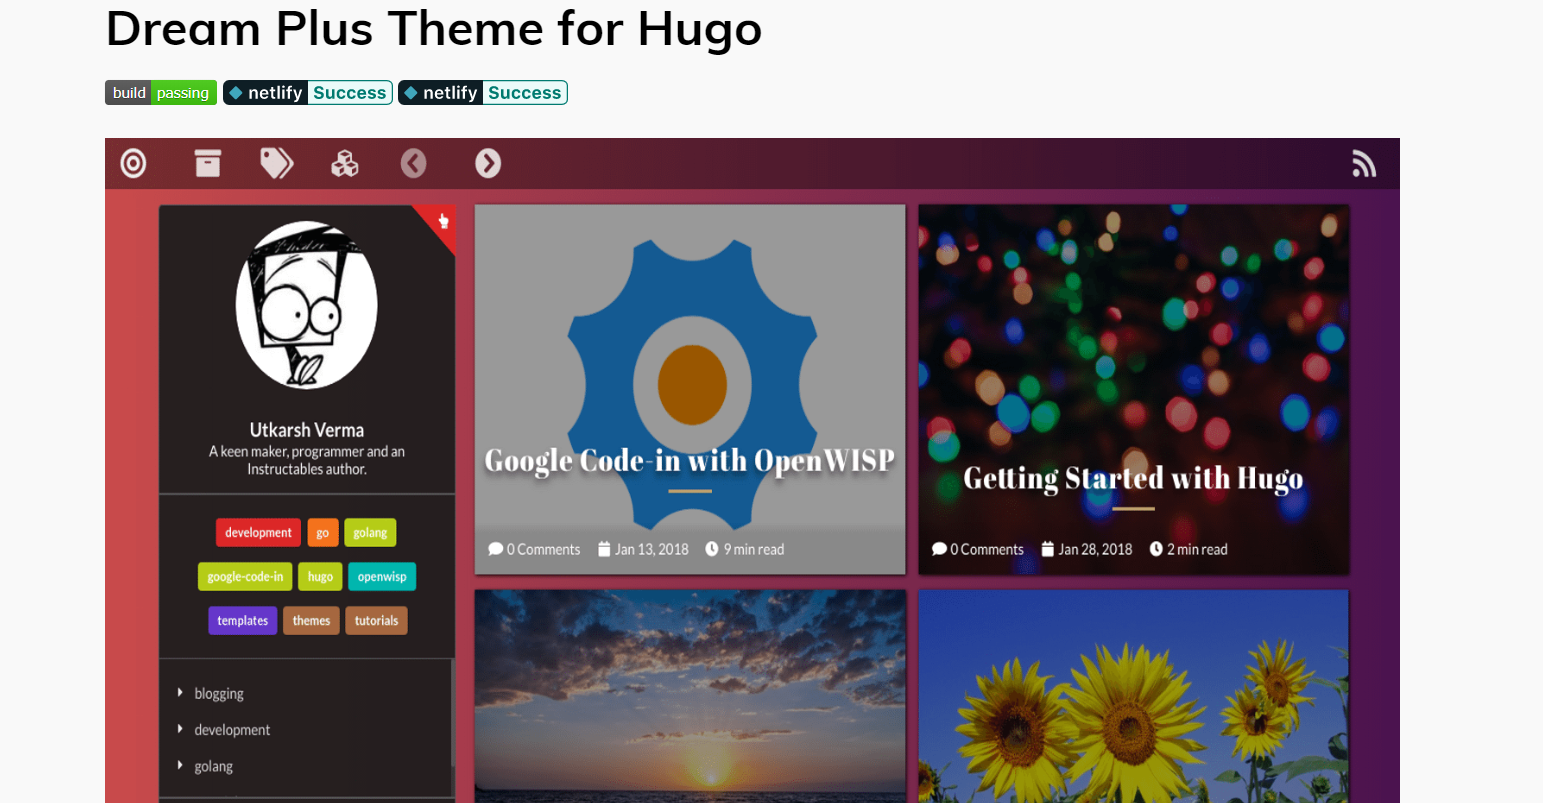 Dream Plus Theme for Hugo
build passing netlify Success netlify Success
Utkarsh Verma
A keen maker, programmer and an
Instructables author.
development go golang
google-code-in hugo openwisp
templates themes tutorials
blogging
development
golang
Google Code-in with OpenWISP
0 Comments Jan 13, 2018 9 min read
Getting Started with Hugo
0 Comments Jan 28, 2018 2 min read